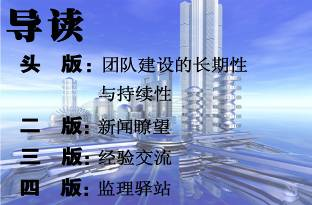 导读
头 版：团队建设的长期性
与持续性
二 版：新闻瞭望
三 版：经验交流
四 版：监理驿站